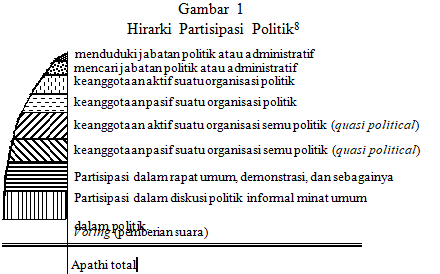 Gambar 1
Hirarki Partisipasi Politik8
menduduki jabatan politik atau administratif
mencari jabatan politik atau administratif
keanggotaan aktif suatu organisasi politik
keanggotaan pasif suatu organisasi politik
keanggotaan aktif suatu organisasi semu politik (quasi political)
keanggotaan pasif suatu organisasi semu politik (quasi political)
Partisipasi dalam rapat umum, demonstrasi, dan sebagainya
Partisipasi dalam diskusi politik informal minat umum
dalam politik
Voring (pemberian suara)
Apathi total